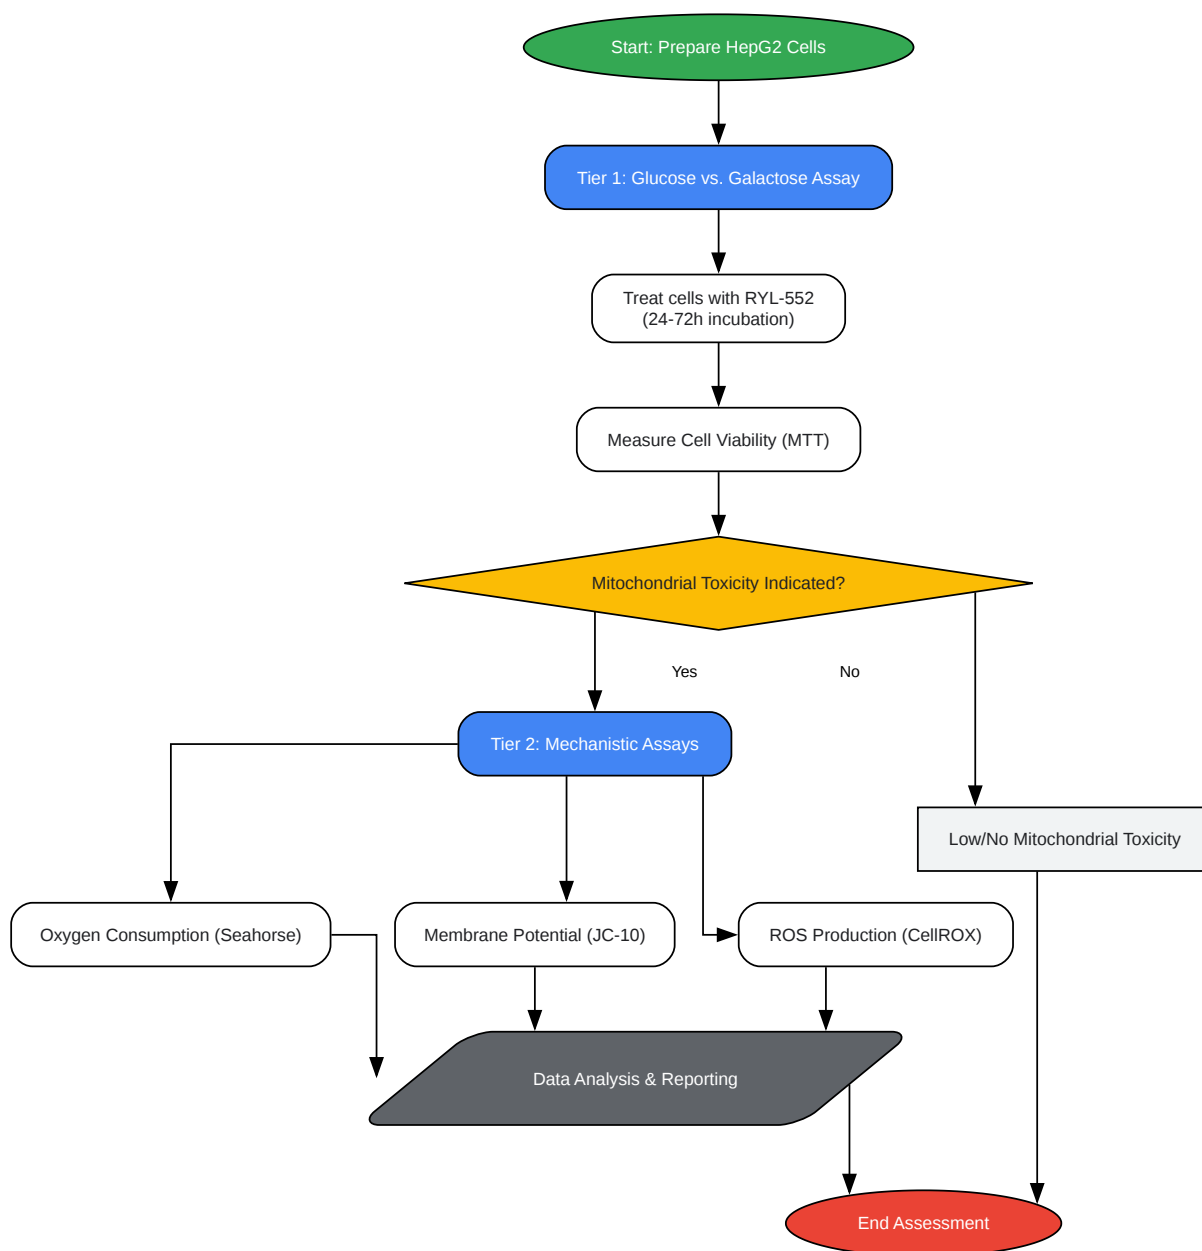 Start: Prepare HepG2 Cells
Tier 1: Glucose vs. Galactose Assay
Treat cells with RYL-552
(24-72h incubation)
Measure Cell Viability (MTT)
Mitochondrial Toxicity Indicated?
Yes
No
Tier 2: Mechanistic Assays
Low/No Mitochondrial Toxicity
Oxygen Consumption (Seahorse)
Membrane Potential (JC-10)
ROS Production (CellROX)
Data Analysis & Reporting
End Assessment